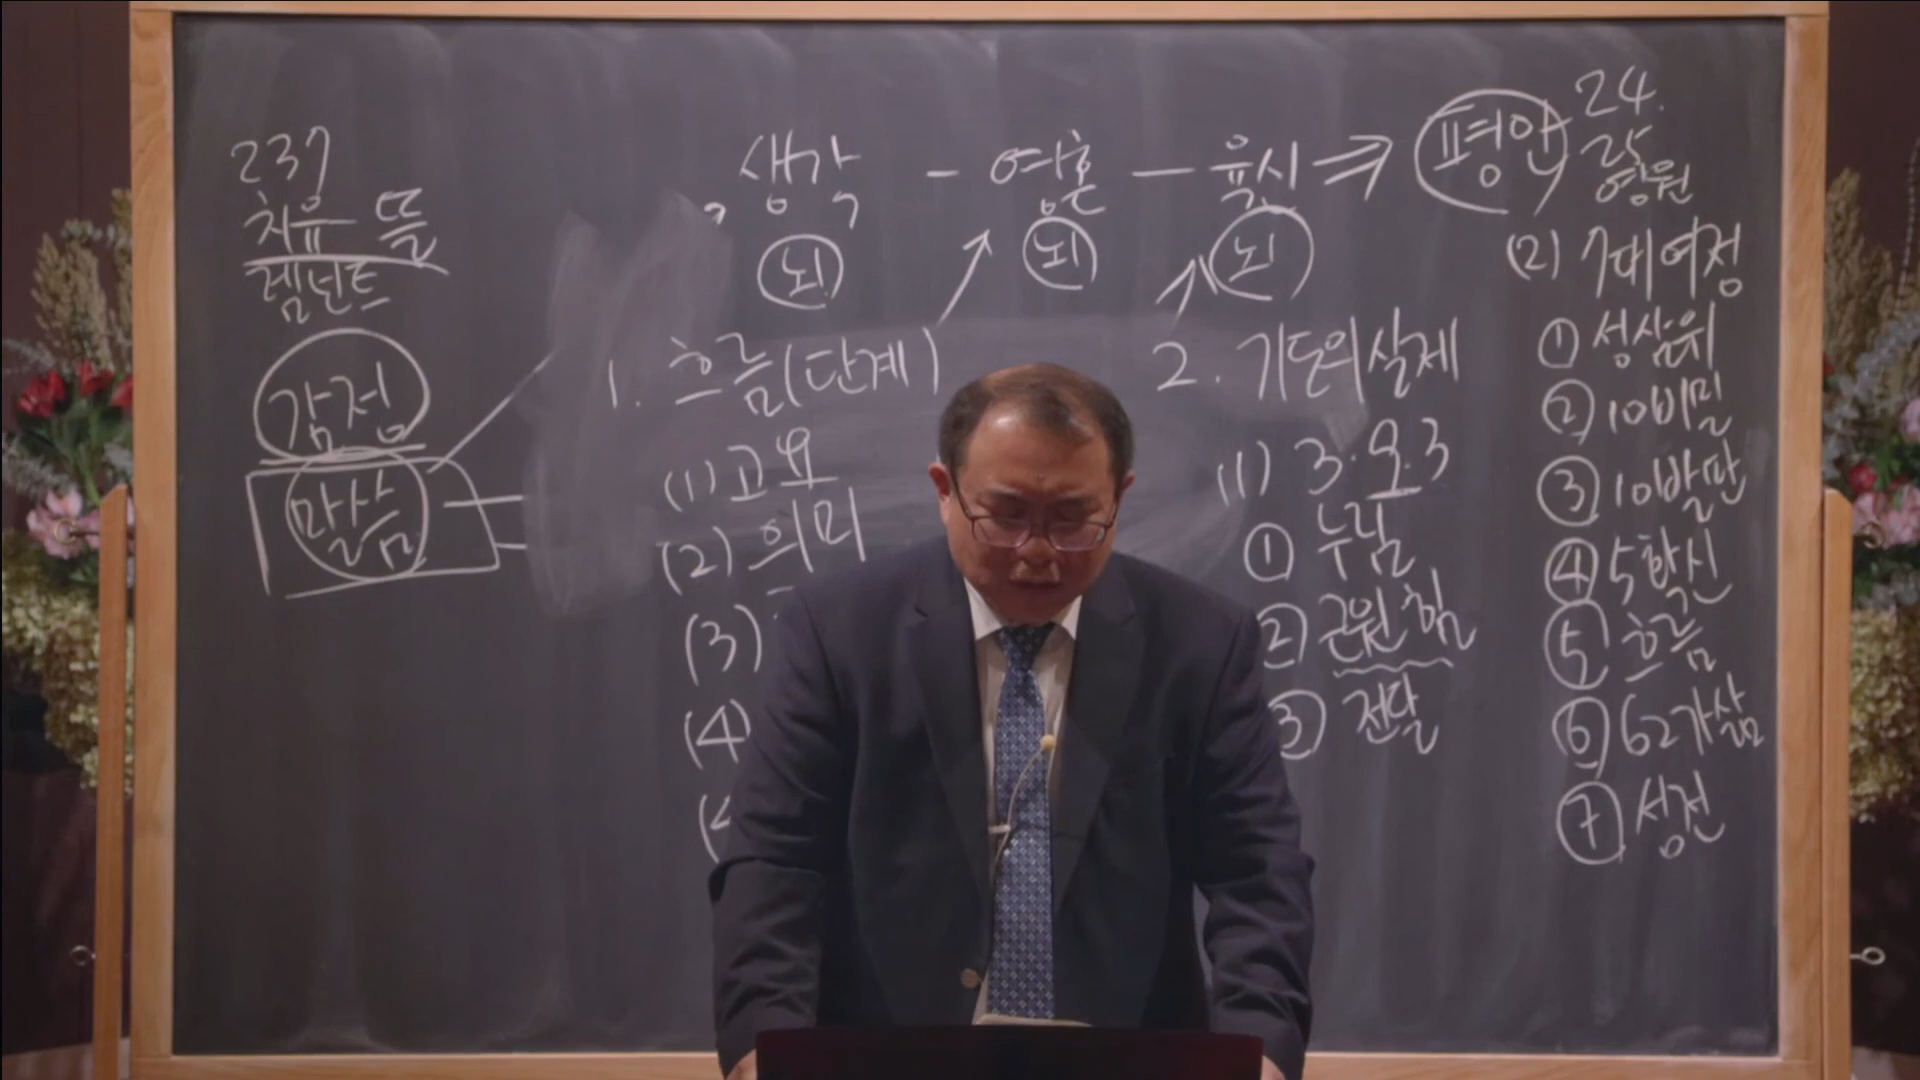 237
치유 뜰
렘넌트
감정
말씀
생각 - 영혼 - 육신 ⇒ 평안
뇌 뇌 뇌
24.
25
영원
1. 흐름(단계)
(1) 고요
(2) 의미
(3)
(4)
2. 기도의 실제
(1) 3.9.3
① 누림
② 근원 힘
③ 전달
(2) 7대 여정
① 성삼위
② 10비밀
③ 10발판
④ 5확신
⑤ 흐름
⑥ 62가삶
⑦ 성전